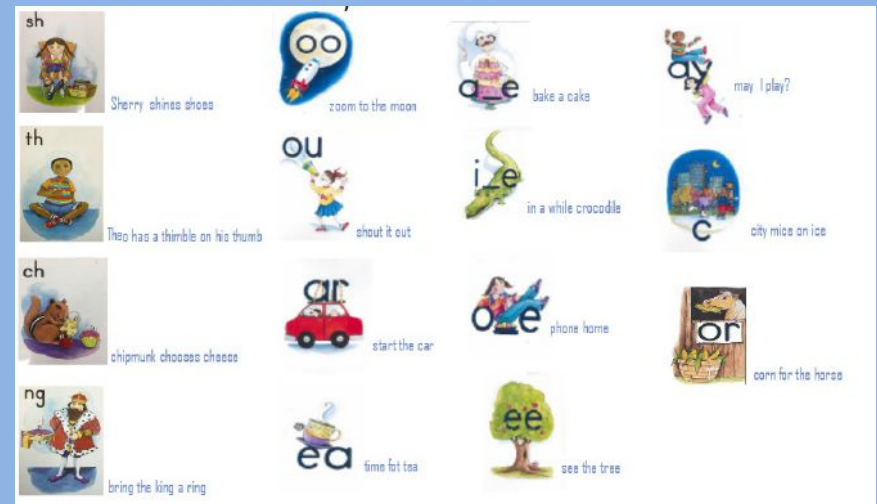 sh
Sherry shines shoes
oo
zoom to the moon
a_e
bake a cake
ay
may I play?
th
Theo has a thimble on his thumb
ou
shout it out
i_e
in a while crocodile
c
city mice on ice
ch
chipmunk chooses cheese
ar
start the car
o_e
phone home
or
corn for the horse
ng
bring the king a ring
ea
time fot tea
ee
see the tree